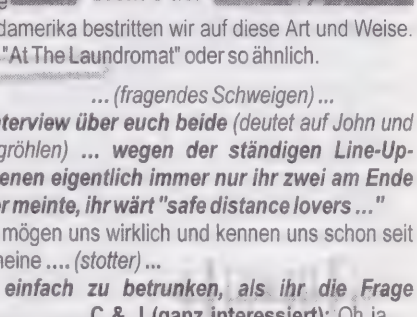 damerika bestritten wir auf diese Art und Weise.
"At The Laundromat" oder so ähnlich.
... (fragendes Schweigen) ...
terview über euch beide (deutet auf John und
gröhlen) ... wegen der ständigen Line-Up-
enen eigentlich immer nur ihr zwei am Ende
r meinte, ihr wärt "safe distance lovers ..."
mögen uns wirklich und kennen uns schon seit
neine .... (stotter) ...
einfach zu betrunken, als ihr die Frage
C & J (ganz interessiert): Oh ja